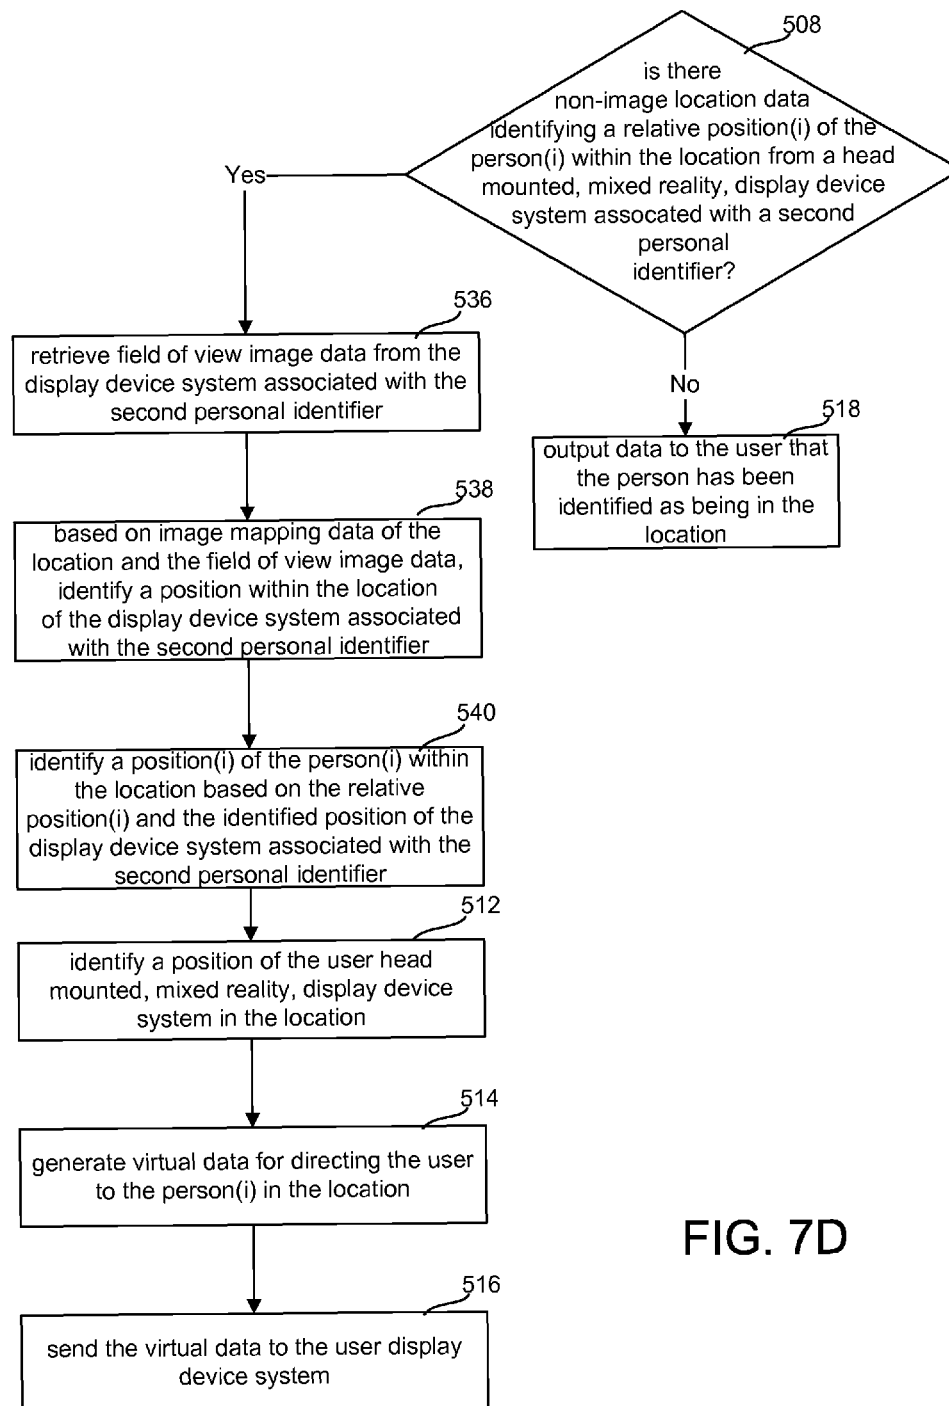 508
is there
non-image location data
identifying a relative position(i) of the
person(i) within the location from a head
mounted, mixed reality, display device
system assocated with a second
personal
identifier?
Yes
536
retrieve field of view image data from the
display device system associated with the
second personal identifier
No
518
output data to the user that
the person has been
identified as being in the
location
538
based on image mapping data of the
location and the field of view image data,
identify a position within the location
of the display device system associated
with the second personal identifier
540
identify a position(i) of the person(i) within
the location based on the relative
position(i) and the identified position of the
display device system associated with the
second personal identifier
512
identify a position of the user head
mounted, mixed reality, display device
system in the location
514
generate virtual data for directing the user
to the person(i) in the location
FIG. 7D
516
send the virtual data to the user display
device system